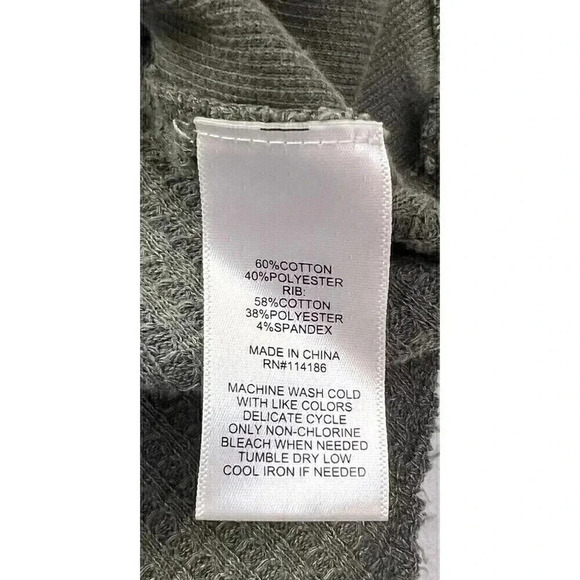 60%COTTON
40%POLYESTER
RIB:
58%COTTON
38%POLYESTER
4%SPANDEX
MADE IN CHINA
RN#114186
MACHINE WASH COLD
WITH LIKE COLORS
DELICATE CYCLE
ONLY NON-CHLORINE
BLEACH WHEN NEEDED
TUMBLE DRY LOW
COOL IRON IF NEEDED